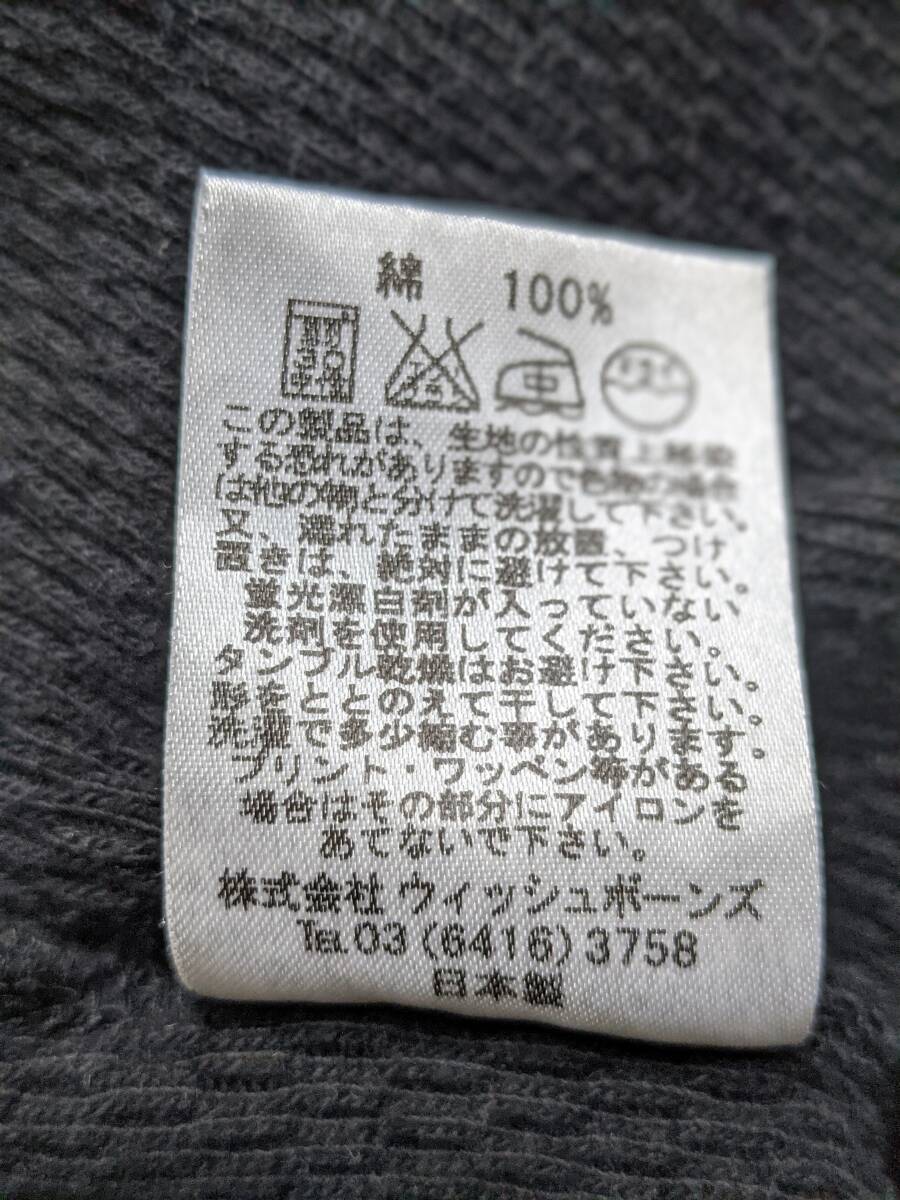 綿 100%
中
この製品は、生地の性質上移染
する恐れがありますので色物の場合
は他の物と分けて洗濯して下さい。
又、濡れたままの放置、つけ
置きは、絶対に避けて下さい。
蛍光漂白剤が入っていない
洗剤を使用してください。
タンブル乾燥はお避け下さい。
形をととのえて干して下さい。
洗濯で多少縮む事があります。
プリント・ワッペン等がある
場合はその部分にアイロンを
あてないで下さい。
株式会社 ウィッシュボーンズ
TEL 03 (6416) 3758
日本製